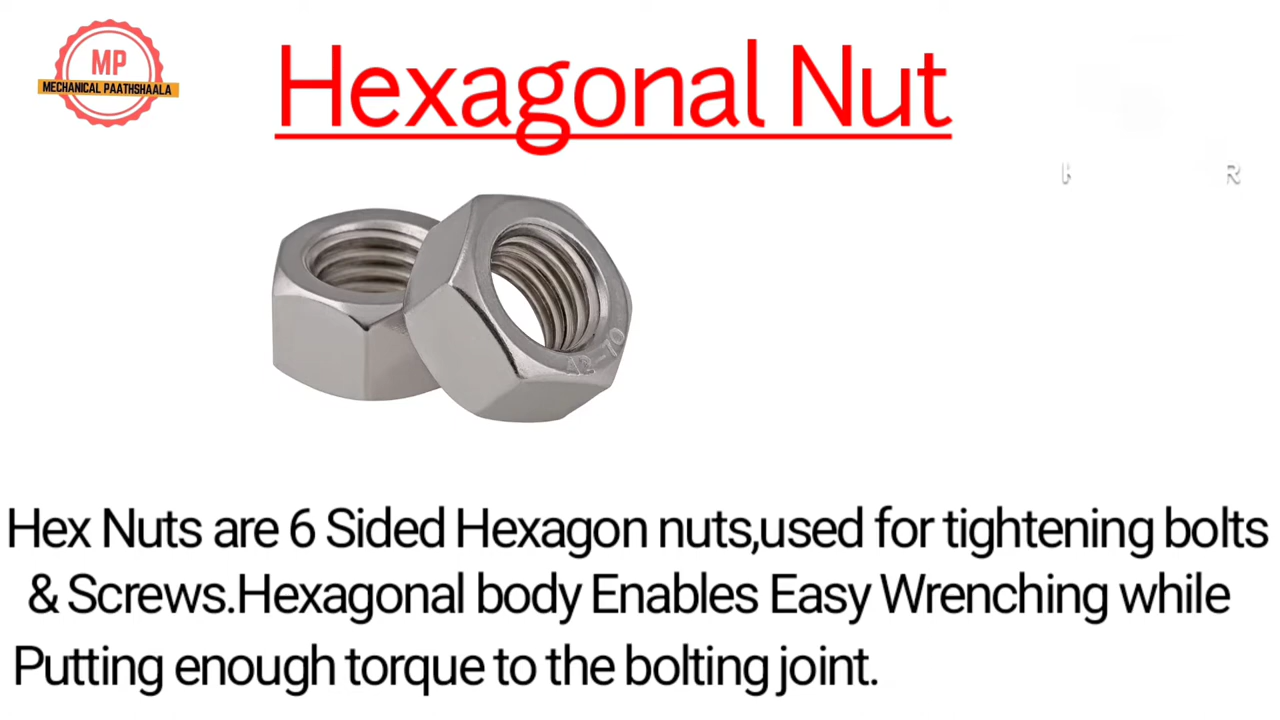 MP
MECHANICAL PAATHSHAALA
Hexagonal Nut
R
A2-70
Hex Nuts are 6 Sided Hexagon nuts,used for tightening bolts
& Screws.Hexagonal body Enables Easy Wrenching while
Putting enough torque to the bolting joint.